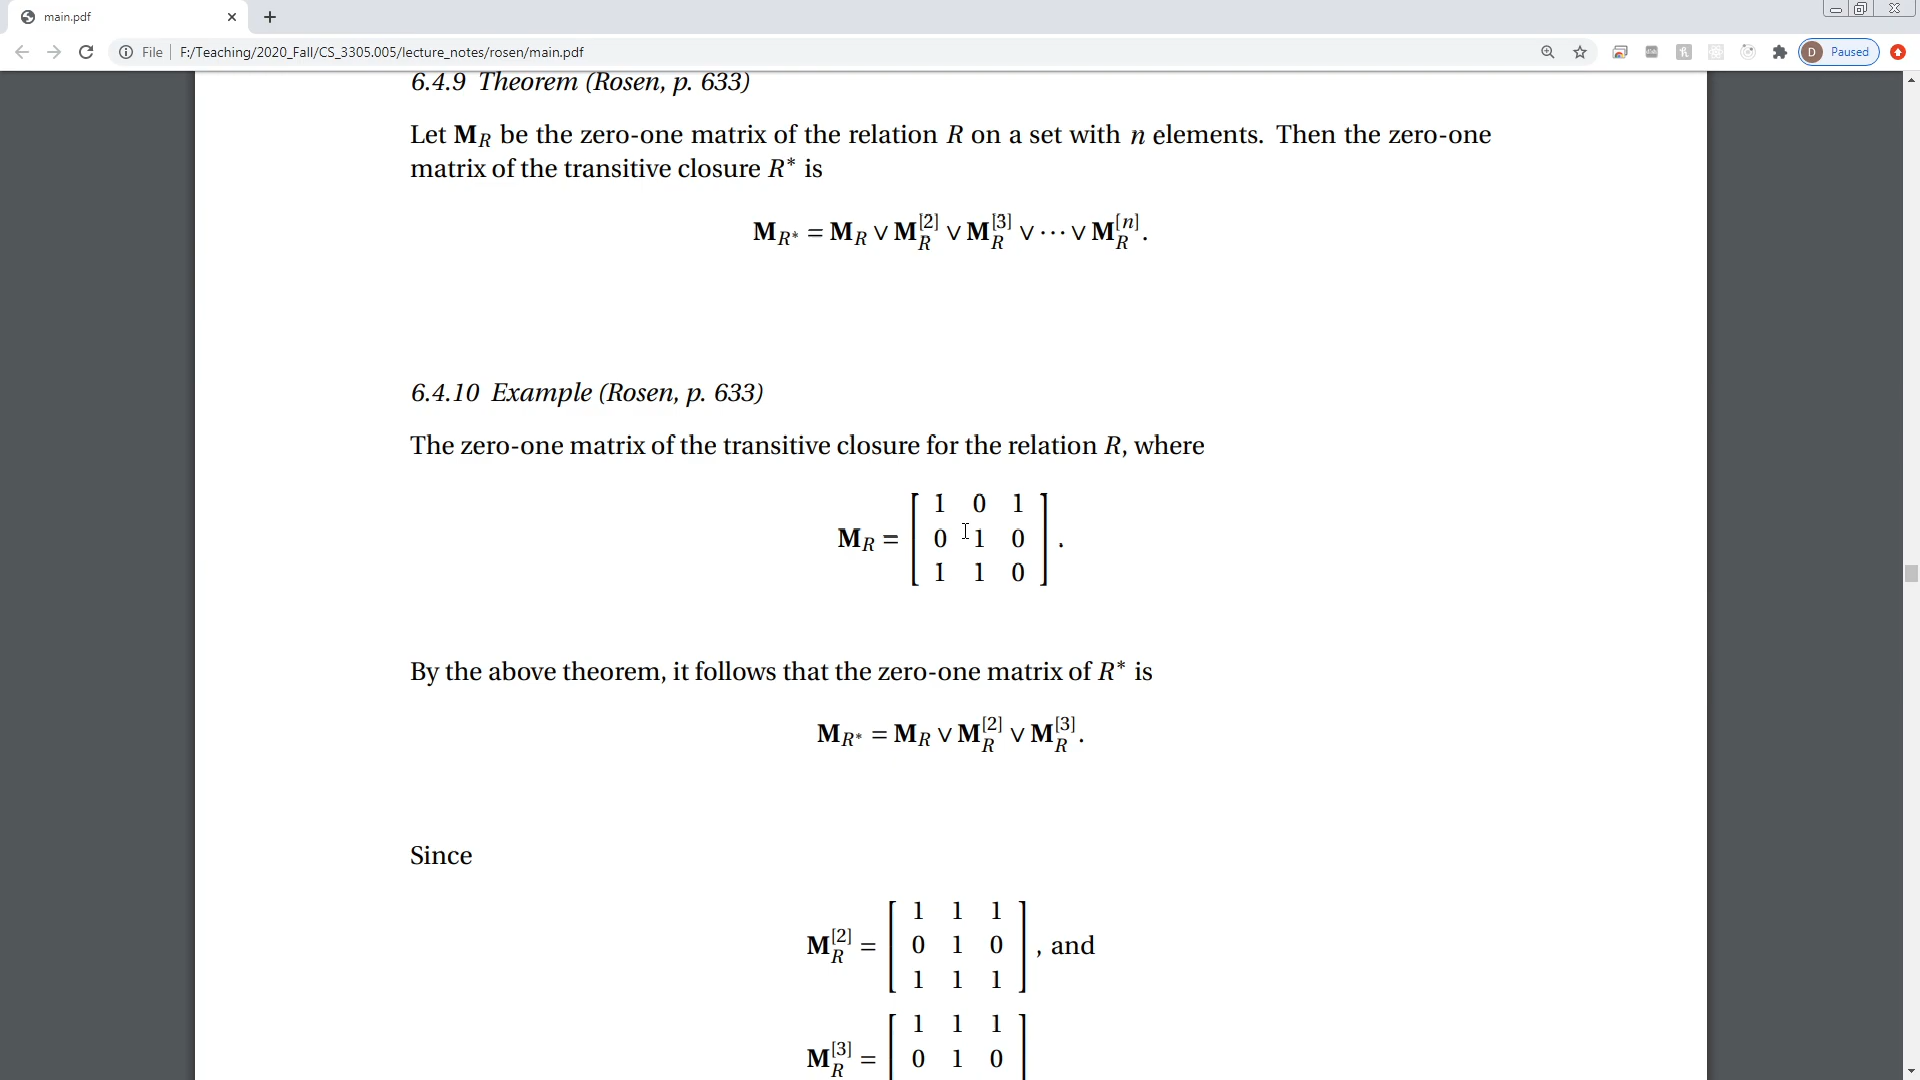 main.pdf
File F:/Teaching/2020_Fall/CS_3305.005/lecture_notes/rosen/main.pdf
D Paused
6.4.9 Theorem (Rosen, p. 633)
Let M_R be the zero-one matrix of the relation R on a set with n elements. Then the zero-one
matrix of the transitive closure R* is
M_{R*} = M_R ∨ M_R^{[2]} ∨ M_R^{[3]} ∨ ⋯ ∨ M_R^{[n]}.
6.4.10 Example (Rosen, p. 633)
The zero-one matrix of the transitive closure for the relation R, where
1 0 1
M_R = [ 0 1 0 ] .
1 1 0
By the above theorem, it follows that the zero-one matrix of R* is
M_{R*} = M_R ∨ M_R^{[2]} ∨ M_R^{[3]}.
Since
1 1 1
M_R^{[2]} = [ 0 1 0 ] , and
1 1 1
1 1 1
M_R^{[3]} = [ 0 1 0 ]